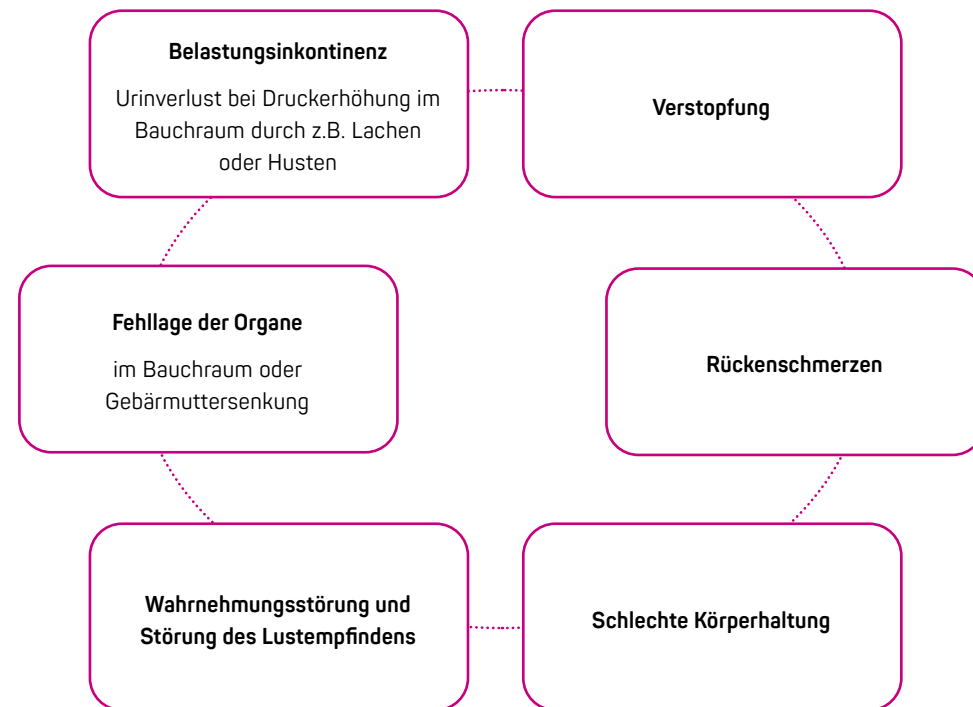 Belastungsinkontinenz
Urinverlust bei Druckerhöhung im
Bauchraum durch z.B. Lachen
oder Husten
Verstopfung
Fehllage der Organe
im Bauchraum oder
Gebärmuttersenkung
Rückenschmerzen
Wahrnehmungsstörung und
Störung des Lustempfindens
Schlechte Körperhaltung